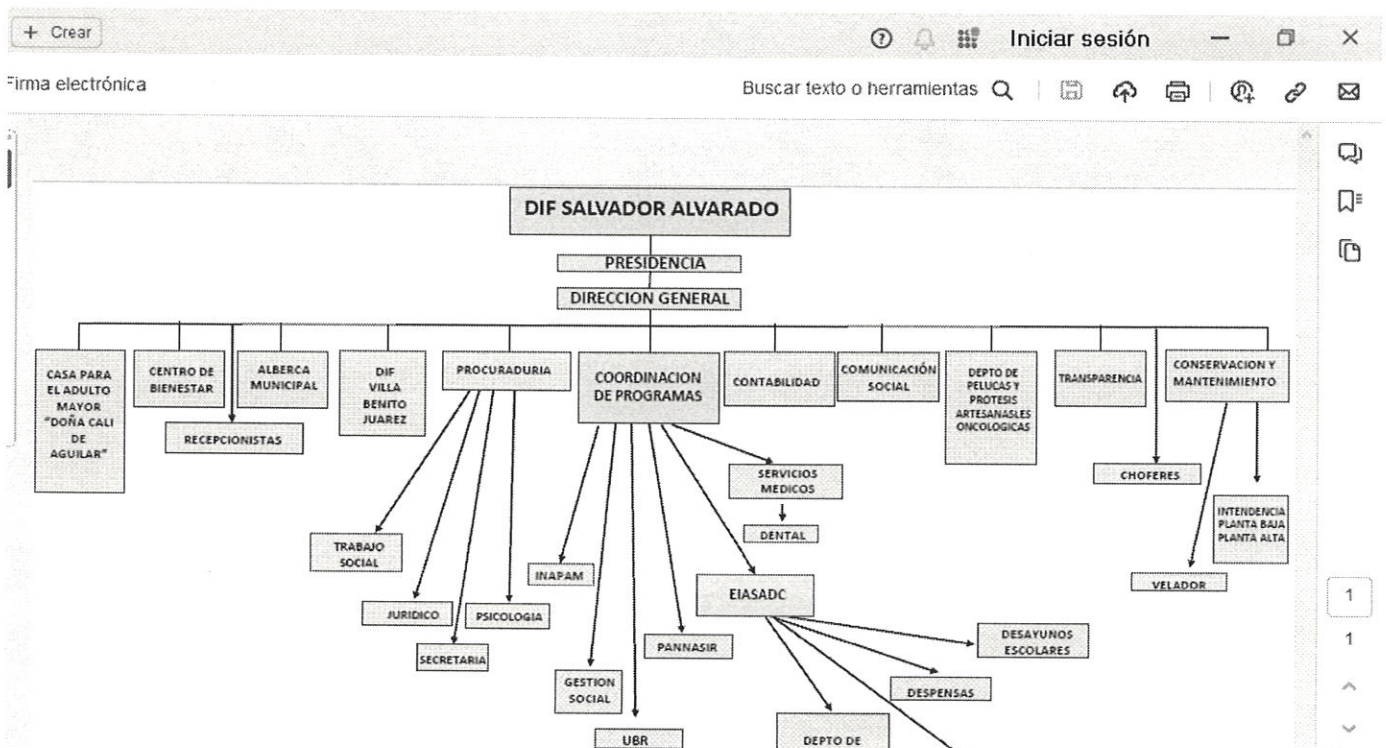 + Crear
Iniciar sesión
Firma electrónica
Buscar texto o herramientas
DIF SALVADOR ALVARADO
PRESIDENCIA
DIRECCION GENERAL
CASA PARA
EL ADULTO
MAYOR
"DOÑA CALI
DE
AGUILAR"
CENTRO DE
BIENESTAR
RECEPCIONISTAS
ALBERCA
MUNICIPAL
DIF
VILLA
BENITO
JUAREZ
PROCURADURIA
COORDINACION
DE PROGRAMAS
CONTABILIDAD
COMUNICACIÓN
SOCIAL
DEPTO DE
PELUCAS Y
PROTESIS
ARTESANASLES
ONCOLOGICAS
TRANSPARENCIA
CONSERVACION Y
MANTENIMIENTO
CHOFERES
SERVICIOS
MEDICOS
DENTAL
INTENDENCIA
PLANTA BAJA
PLANTA ALTA
TRABAJO
SOCIAL
INAPAM
EIASADC
VELADOR
JURIDICO
PSICOLOGIA
SECRETARIA
PANNASIR
DESAYUNOS
ESCOLARES
GESTION
SOCIAL
DESPENSAS
UBR
DEPTO DE
1
1